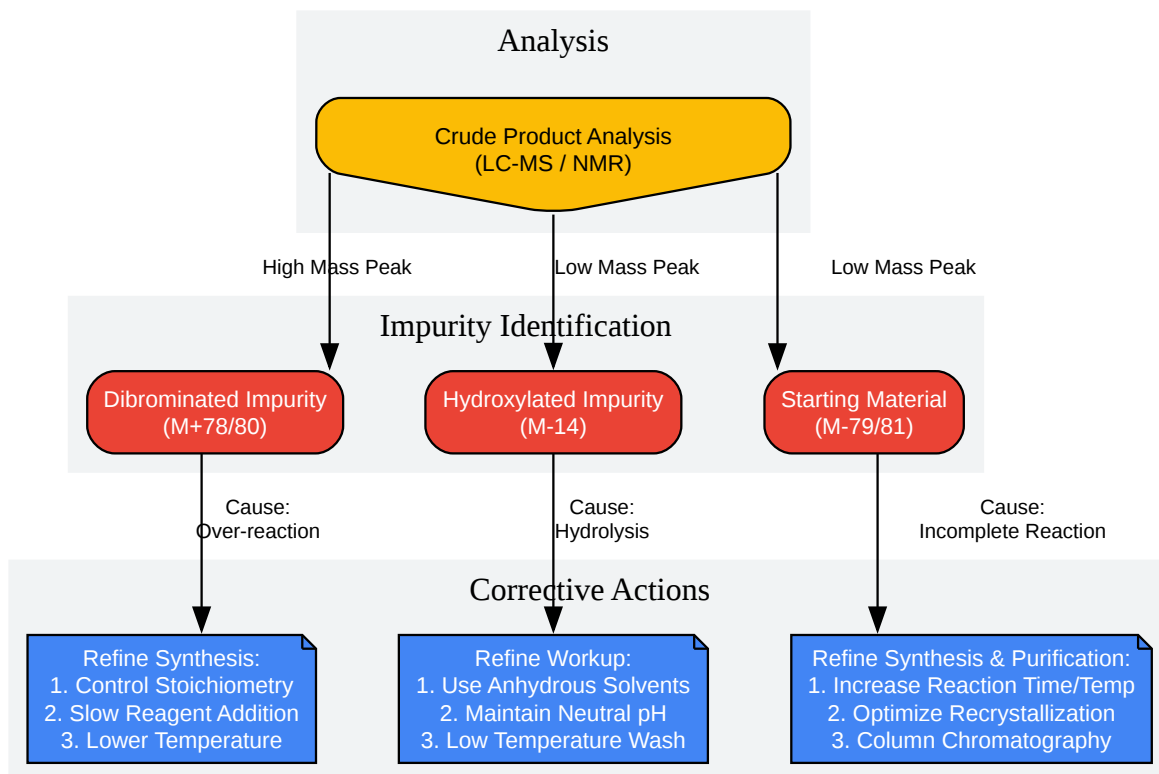 Analysis
Crude Product Analysis
(LC-MS / NMR)
High Mass Peak
Low Mass Peak
Low Mass Peak
Impurity Identification
Dibrominated Impurity
(M+78/80)
Hydroxylated Impurity
(M-14)
Starting Material
(M-79/81)
Cause:
Over-reaction
Cause:
Hydrolysis
Cause:
Incomplete Reaction
Corrective Actions
Refine Synthesis:
1. Control Stoichiometry
2. Slow Reagent Addition
3. Lower Temperature
Refine Workup:
1. Use Anhydrous Solvents
2. Maintain Neutral pH
3. Low Temperature Wash
Refine Synthesis & Purification:
1. Increase Reaction Time/Temp
2. Optimize Recrystallization
3. Column Chromatography